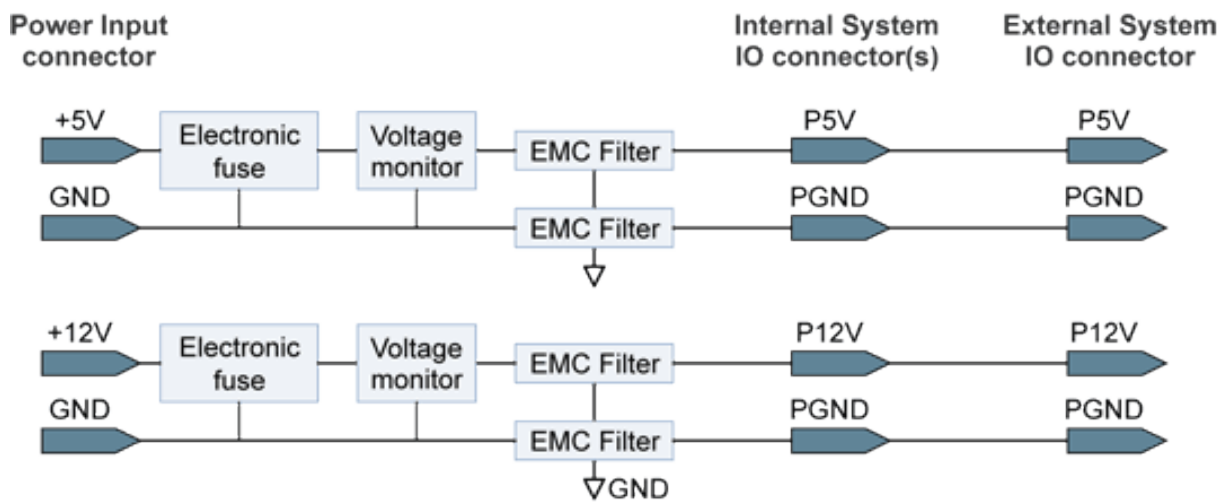 Power Input
connector
Internal System
IO connector(s)
External System
IO connector
+5V
Electronic
fuse
Voltage
monitor
EMC Filter
P5V
P5V
GND
EMC Filter
PGND
PGND
+12V
Electronic
fuse
Voltage
monitor
EMC Filter
P12V
P12V
GND
EMC Filter
PGND
PGND
GND